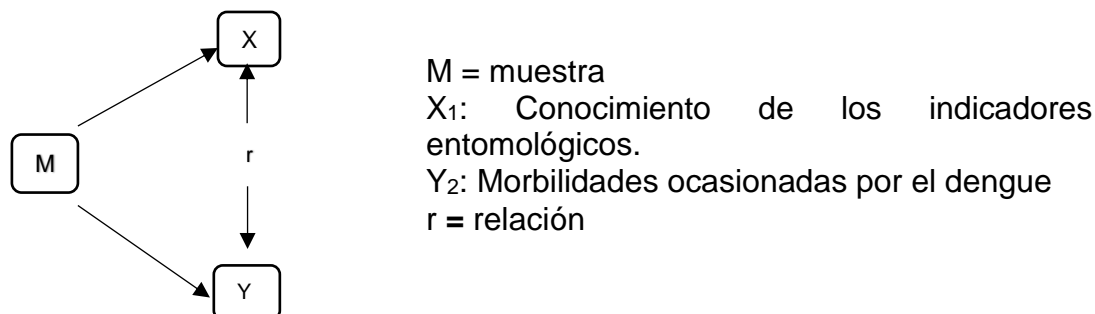 X
M
r
Y
M = muestra
X₁: Conocimiento de los indicadores
entomológicos.
Y₂: Morbilidades ocasionadas por el dengue
r = relación